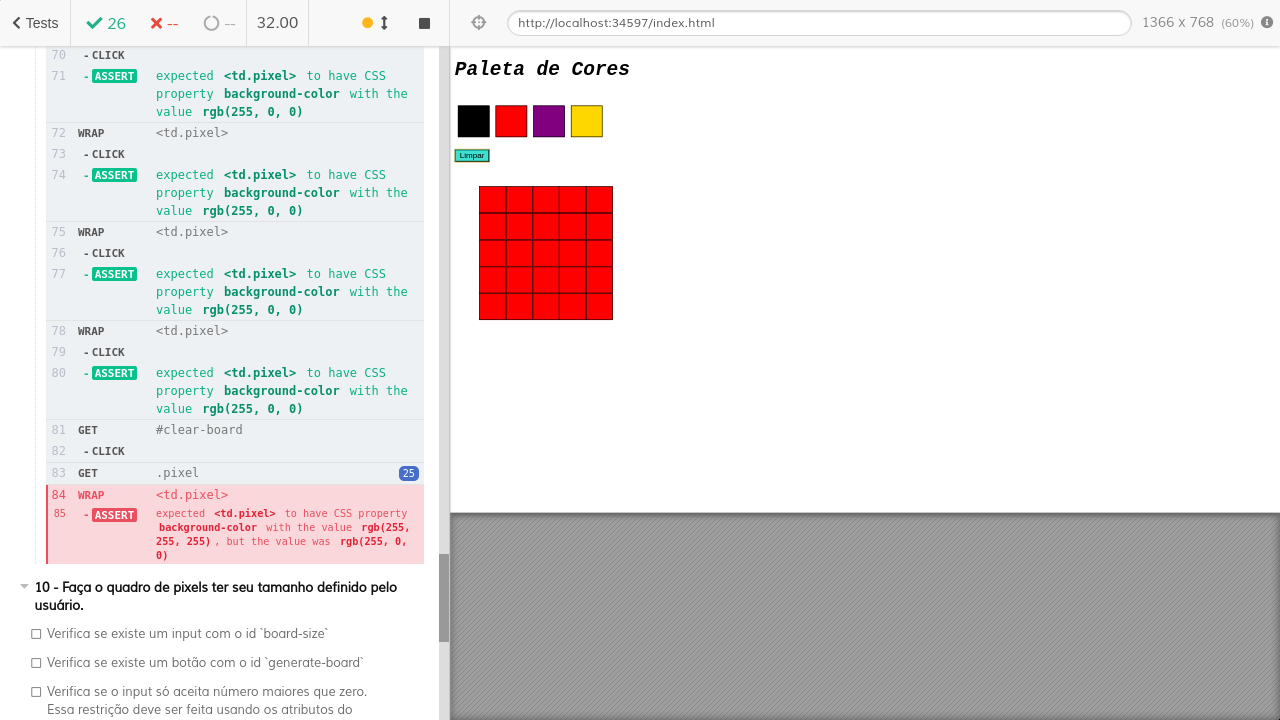 Tests
26
--
--
32.00
http://localhost:34597/index.html
1366 x 768 (60%)
70 - CLICK
71 - ASSERT expected <td.pixel> to have CSS
property background-color with the
value rgb(255, 0, 0)
72 WRAP <td.pixel>
73 - CLICK
74 - ASSERT expected <td.pixel> to have CSS
property background-color with the
value rgb(255, 0, 0)
75 WRAP <td.pixel>
76 - CLICK
77 - ASSERT expected <td.pixel> to have CSS
property background-color with the
value rgb(255, 0, 0)
78 WRAP <td.pixel>
79 - CLICK
80 - ASSERT expected <td.pixel> to have CSS
property background-color with the
value rgb(255, 0, 0)
81 GET #clear-board
82 - CLICK
83 GET .pixel 25
84 WRAP <td.pixel>
85 - ASSERT expected <td.pixel> to have CSS property
background-color with the value rgb(255,
255, 255) , but the value was rgb(255, 0,
0)
10 - Faça o quadro de pixels ter seu tamanho definido pelo
usuário.
Verifica se existe um input com o id `board-size`
Verifica se existe um botão com o id `generate-board`
Verifica se o input só aceita número maiores que zero.
Essa restrição deve ser feita usando os atributos do
Paleta de Cores
Limpar